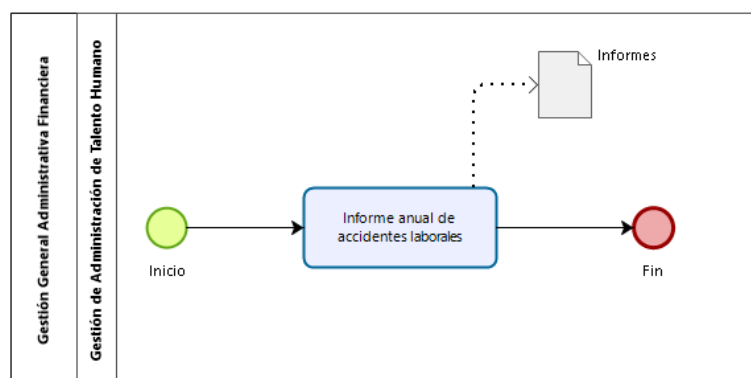 Gestión General Administrativa Financiera
Gestión de Administración de Talento Humano
Informes
Informe anual de
accidentes laborales
Inicio
Fin